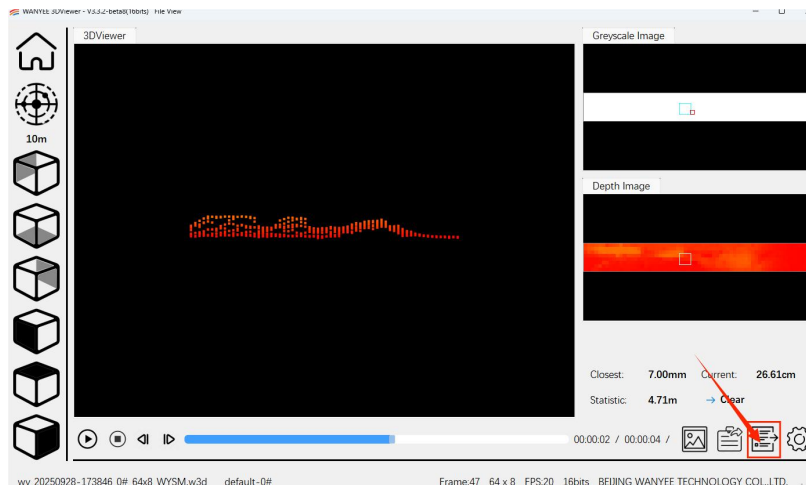 WANYEE 3DViewer - V3.3.2-beta8(16bits) File View
3DViewer
Greyscale Image
10m
Depth Image
Closest: 7.00mm Current: 26.61cm
Statistic: 4.71m → Clear
00:00:02 / 00:00:04 /
wy_20250928-173846_0#_64x8_WYSM.w3d default-0# Frame:47 64 x 8 FPS:20 16bits BEIJING WANYEE TECHNOLOGY CO.,LTD.